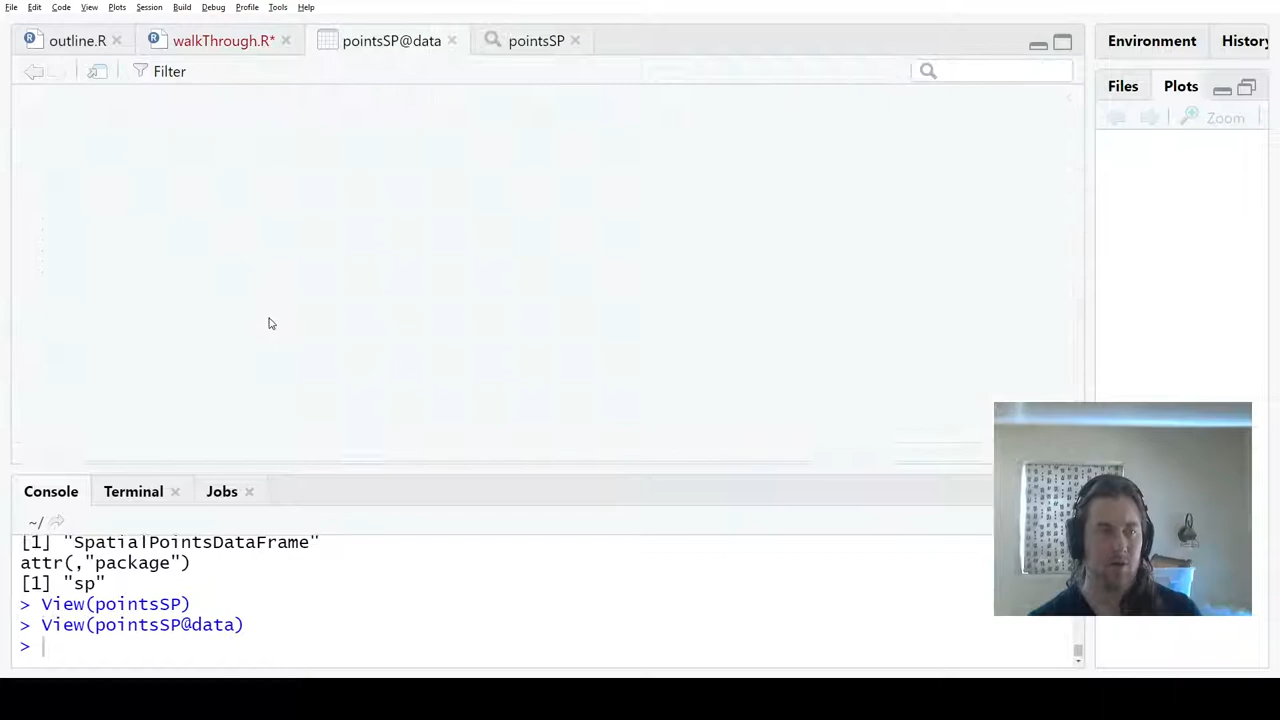 File Edit Code View Plots Session Build Debug Profile Tools Help
outline.R walkThrough.R* pointsSP@data pointsSP Environment History
Filter Files Plots
Zoom
Console Terminal Jobs
~/
[1] "SpatialPointsDataFrame"
attr(,"package")
[1] "sp"
> View(pointsSP)
> View(pointsSP@data)
>